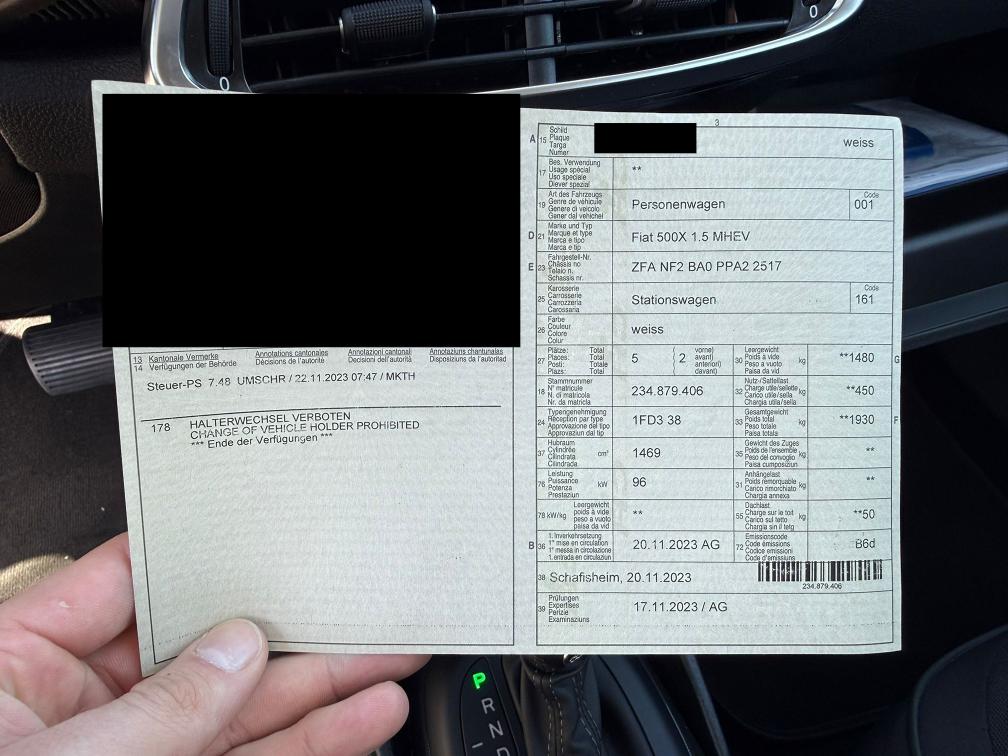 0
0
13 Kantonale Vermerke Annotations cantonales Annotazioni cantonali Annotaziuns chantunalas
14 Verfügungen der Behörde Décisions de l'autorité Decisioni dell'autorità Disposiziuns da l'autoritad
Steuer-PS 7.48 UMSCHR / 22.11.2023 07:47 / MKTH
178 HALTERWECHSEL VERBOTEN
CHANGE OF VEHICLE HOLDER PROHIBITED
*** Ende der Verfügungen ***
3
A 15 Schild
Plaque
Targa
Numer
weiss
17 Bes. Verwendung
Usage spécial
Uso speciale
Diever spezial
**
19 Art des Fahrzeugs
Genre de véhicule
Genere di veicolo
Gener dal vehichel
Personenwagen
Code
001
D 21 Marke und Typ
Marque et type
Marca e tipo
Marca e tip
Fiat 500X 1.5 MHEV
E 23 Fahrgestell-Nr.
Châssis no
Telaio n.
Schassis nr.
ZFA NF2 BA0 PPA2 2517
25 Karosserie
Carrosserie
Carrozzeria
Carossaria
Stationswagen
Code
161
26 Farbe
Couleur
Colore
Colur
weiss
27 Plätze: Total
Places: Total
Posti: Totale
Plazs: Total
5 ( 2 vorne)
avant)
anteriori)
davant)
30 Leergewicht
Poids à vide
Peso a vuoto
Paisa da vid
kg
**1480
G
18 Stammnummer
N° matricule
N. di matricola
Nr. da matricla
234.879.406
32 Nutz-/Sattellast
Charge utile/sellette
Carico utile/sella
Chargia utila/sella
kg
**450
24 Typengenehmigung
Réception par type
Approvazione del tipo
Approvaziun dal tip
1FD3 38
33 Gesamtgewicht
Poids total
Peso totale
Paisa totala
kg
**1930
F
37 Hubraum
Cylindrée
Cilindrata
Cilindrada
cm³
1469
35 Gewicht des Zuges
Poids de l'ensemble
Peso del convoglio
Paisa cumposiziun
kg
**
76 Leistung
Puissance
Potenza
Prestaziun
kW
96
31 Anhängelast
Poids remorquable
Carico rimorchiato
Chargia annexa
kg
**
78 kW/kg Leergewicht
poids à vide
peso a vuoto
paisa da vid
**
55 Dachlast
Charge sur le toit
Carico sul tetto
Chargia sin il tetg
kg
**50
B 36 1. Inverkehrsetzung
1re mise en circulation
1a messa in circolazione
1. entrada en circulaziun
20.11.2023 AG
72 Emissionscode
Code émissions
Codice emissioni
Code d'emissiuns
B6d
38 Schafisheim, 20.11.2023
234.879.406
39 Prüfungen
Expertises
Perizie
Examinaziuns
17.11.2023 / AG
P
R
N
D